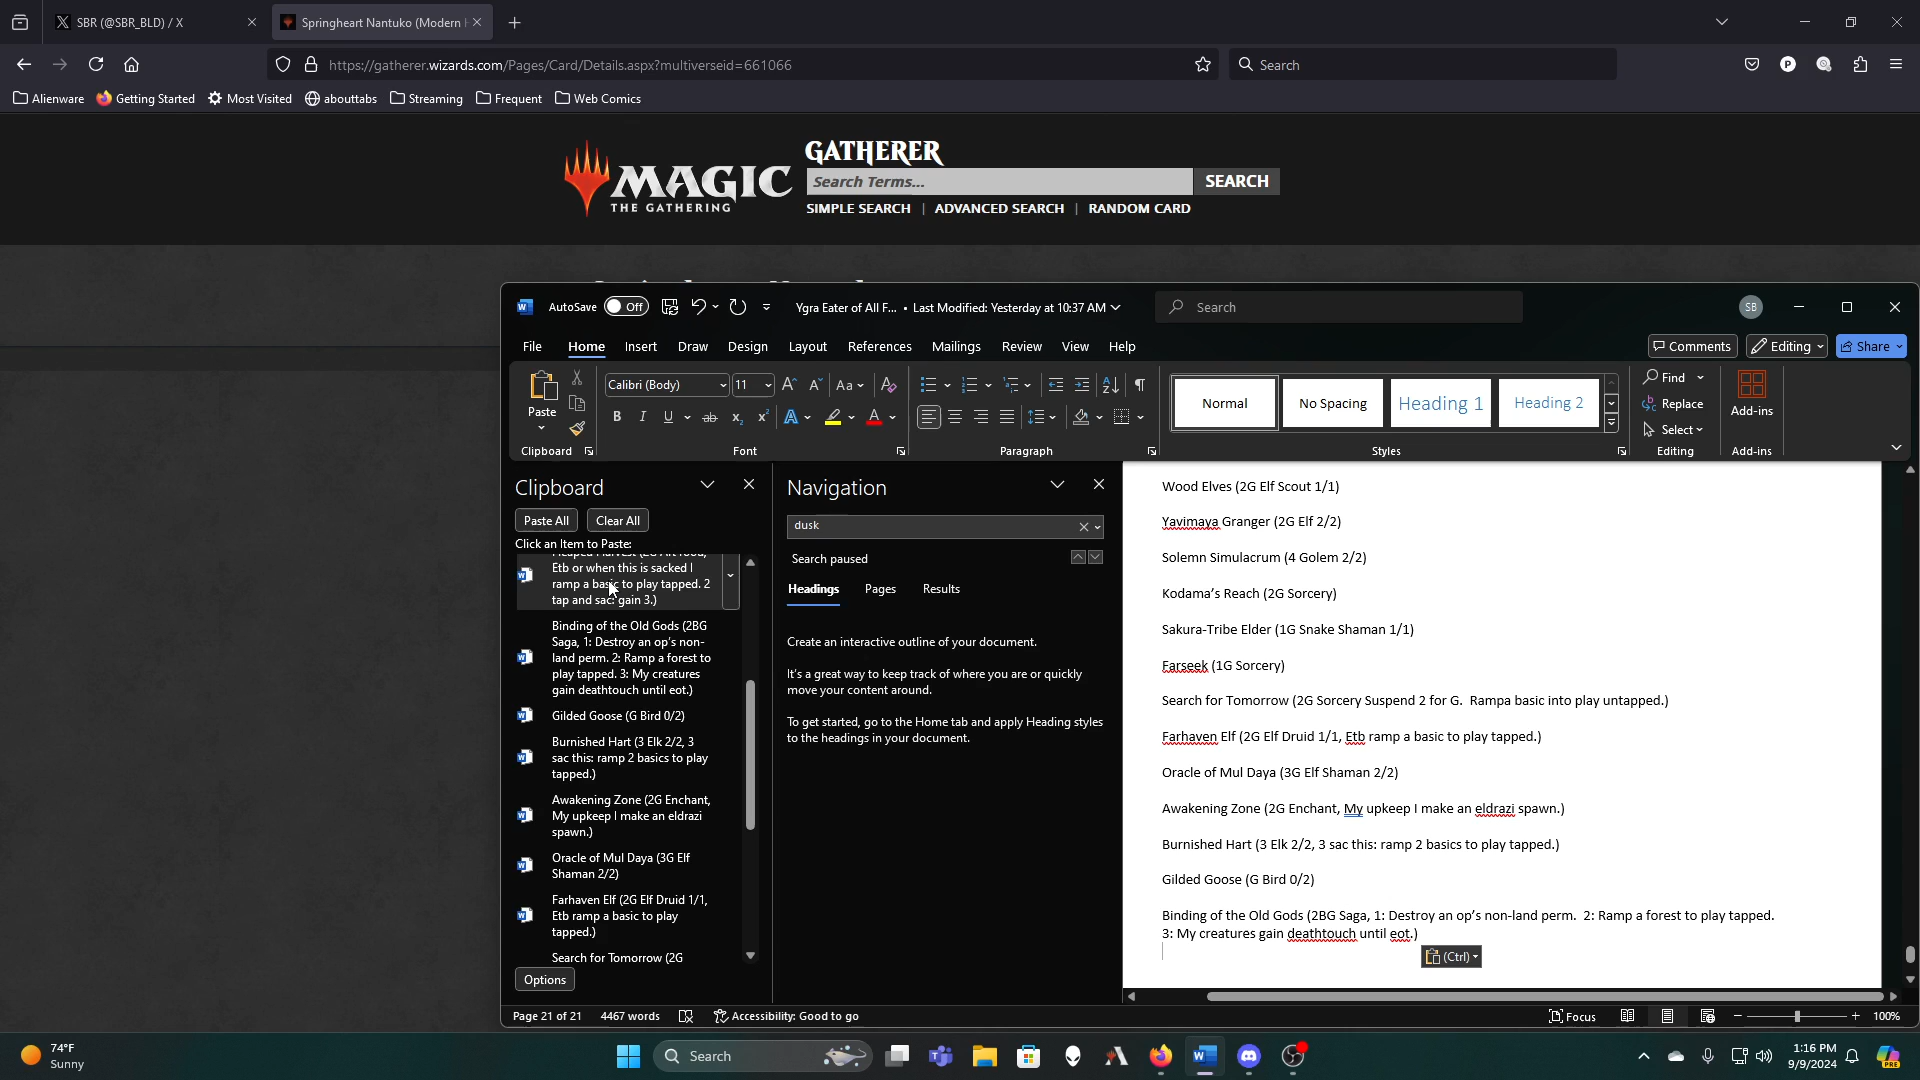 SBR (@SBR_BLD) / X
Springheart Nantuko (Modern H
https://gatherer.wizards.com/Pages/Card/Details.aspx?multiverseid=661066
Search
Alienware
Getting Started
Most Visited
abouttabs
Streaming
Frequent
Web Comics
MAGIC
THE GATHERING
GATHERER
Search Terms...
SEARCH
SIMPLE SEARCH | ADVANCED SEARCH | RANDOM CARD
AutoSave Off
Ygra Eater of All F... • Last Modified: Yesterday at 10:37 AM
Search
SB
File Home Insert Draw Design Layout References Mailings Review View Help
Comments Editing Share
Paste
Calibri (Body) 11
Normal No Spacing Heading 1 Heading 2
Find
Replace
Select
Add-ins
Clipboard Font Paragraph Styles Editing Add-ins
Clipboard
Paste All Clear All
Click an Item to Paste:
Heaped Harvest (2G Art food,
Etb or when this is sacked I
ramp a basic to play tapped. 2
tap and sac: gain 3.)
Binding of the Old Gods (2BG
Saga, 1: Destroy an op's non-
land perm. 2: Ramp a forest to
play tapped. 3: My creatures
gain deathtouch until eot.)
Gilded Goose (G Bird 0/2)
Burnished Hart (3 Elk 2/2, 3
sac this: ramp 2 basics to play
tapped.)
Awakening Zone (2G Enchant,
My upkeep I make an eldrazi
spawn.)
Oracle of Mul Daya (3G Elf
Shaman 2/2)
Farhaven Elf (2G Elf Druid 1/1,
Etb ramp a basic to play
tapped.)
Search for Tomorrow (2G
Options
Navigation
dusk
Search paused
Headings Pages Results
Create an interactive outline of your document.
It's a great way to keep track of where you are or quickly
move your content around.
To get started, go to the Home tab and apply Heading styles
to the headings in your document.
Wood Elves (2G Elf Scout 1/1)
Yavimaya Granger (2G Elf 2/2)
Solemn Simulacrum (4 Golem 2/2)
Kodama's Reach (2G Sorcery)
Sakura-Tribe Elder (1G Snake Shaman 1/1)
Farseek (1G Sorcery)
Search for Tomorrow (2G Sorcery Suspend 2 for G.  Rampa basic into play untapped.)
Farhaven Elf (2G Elf Druid 1/1, Etb ramp a basic to play tapped.)
Oracle of Mul Daya (3G Elf Shaman 2/2)
Awakening Zone (2G Enchant, My upkeep I make an eldrazi spawn.)
Burnished Hart (3 Elk 2/2, 3 sac this: ramp 2 basics to play tapped.)
Gilded Goose (G Bird 0/2)
Binding of the Old Gods (2BG Saga, 1: Destroy an op's non-land perm.  2: Ramp a forest to play tapped.
3: My creatures gain deathtouch until eot.)
(Ctrl)
Page 21 of 21 4467 words Accessibility: Good to go
Focus 100%
74°F
Sunny
Search
1:16 PM
9/9/2024